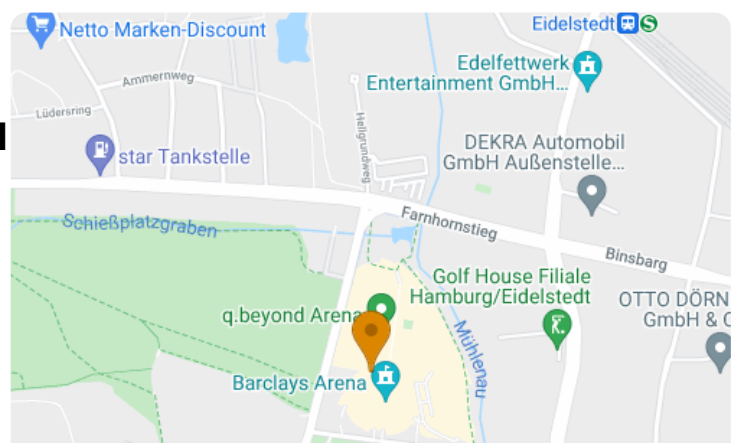 Eidelstedt
Netto Marken-Discount
Edelfettwerk
Entertainment GmbH...
Ammernweg
Lüdersring
Hellgrundweg
star Tankstelle
DEKRA Automobil
GmbH Außenstelle...
Schießplatzgraben
Farnhornstieg
Binsbarg
Golf House Filiale
Hamburg/Eidelstedt
OTTO DÖRN
GmbH & C
q.beyond Arena
Mühlenau
Barclays Arena